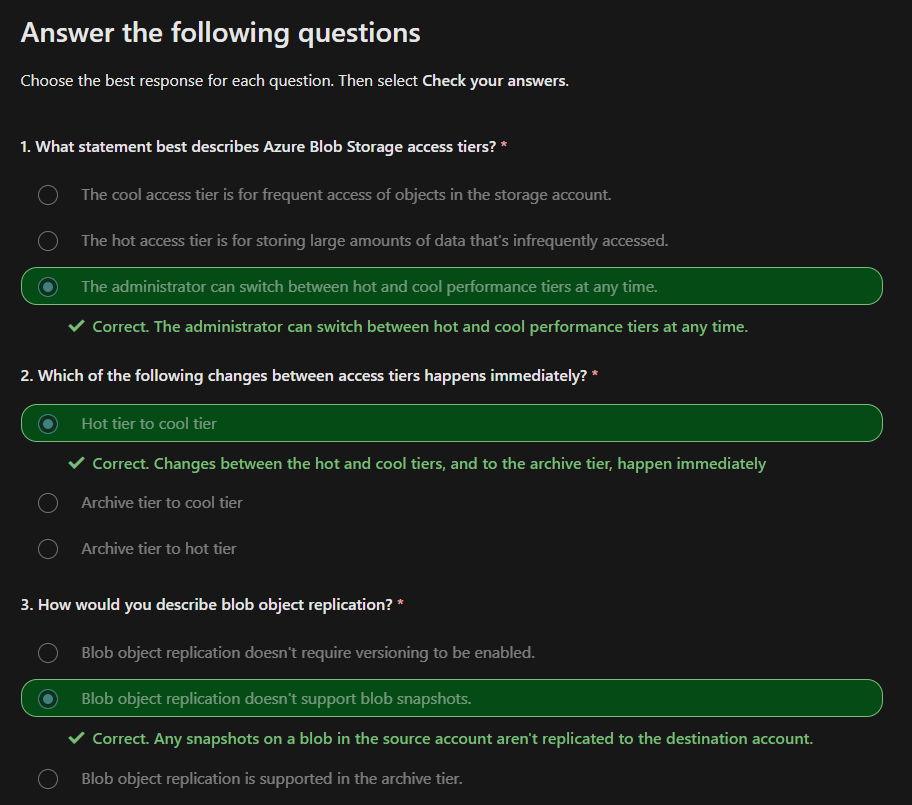 Answer the following questions
Choose the best response for each question. Then select Check your answers.
1. What statement best describes Azure Blob Storage access tiers? *
The cool access tier is for frequent access of objects in the storage account.
The hot access tier is for storing large amounts of data that's infrequently accessed.
The administrator can switch between hot and cool performance tiers at any time.
Correct. The administrator can switch between hot and cool performance tiers at any time.
2. Which of the following changes between access tiers happens immediately? *
Hot tier to cool tier
Correct. Changes between the hot and cool tiers, and to the archive tier, happen immediately
Archive tier to cool tier
Archive tier to hot tier
3. How would you describe blob object replication? *
Blob object replication doesn't require versioning to be enabled.
Blob object replication doesn't support blob snapshots.
Correct. Any snapshots on a blob in the source account aren't replicated to the destination account.
Blob object replication is supported in the archive tier.